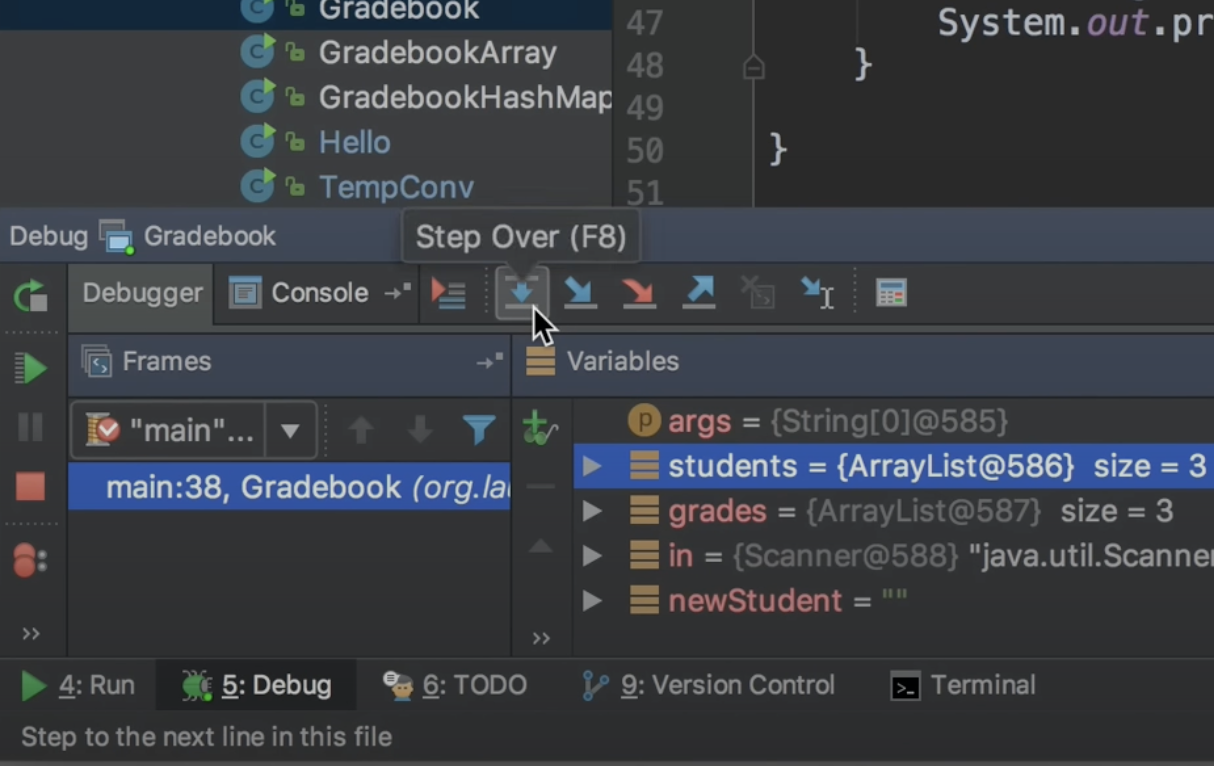 Gradebook
GradebookArray
GradebookHashMap
Hello
TempConv
47
48
49
50
51
System.out.pr
}
}
Debug Gradebook
Step Over (F8)
Debugger Console
Frames
Variables
"main"...
main:38, Gradebook (org.la
args = {String[0]@585}
students = {ArrayList@586} size = 3
grades = {ArrayList@587} size = 3
in = {Scanner@588} "java.util.Scanner
newStudent = ""
4: Run 5: Debug 6: TODO 9: Version Control Terminal
Step to the next line in this file